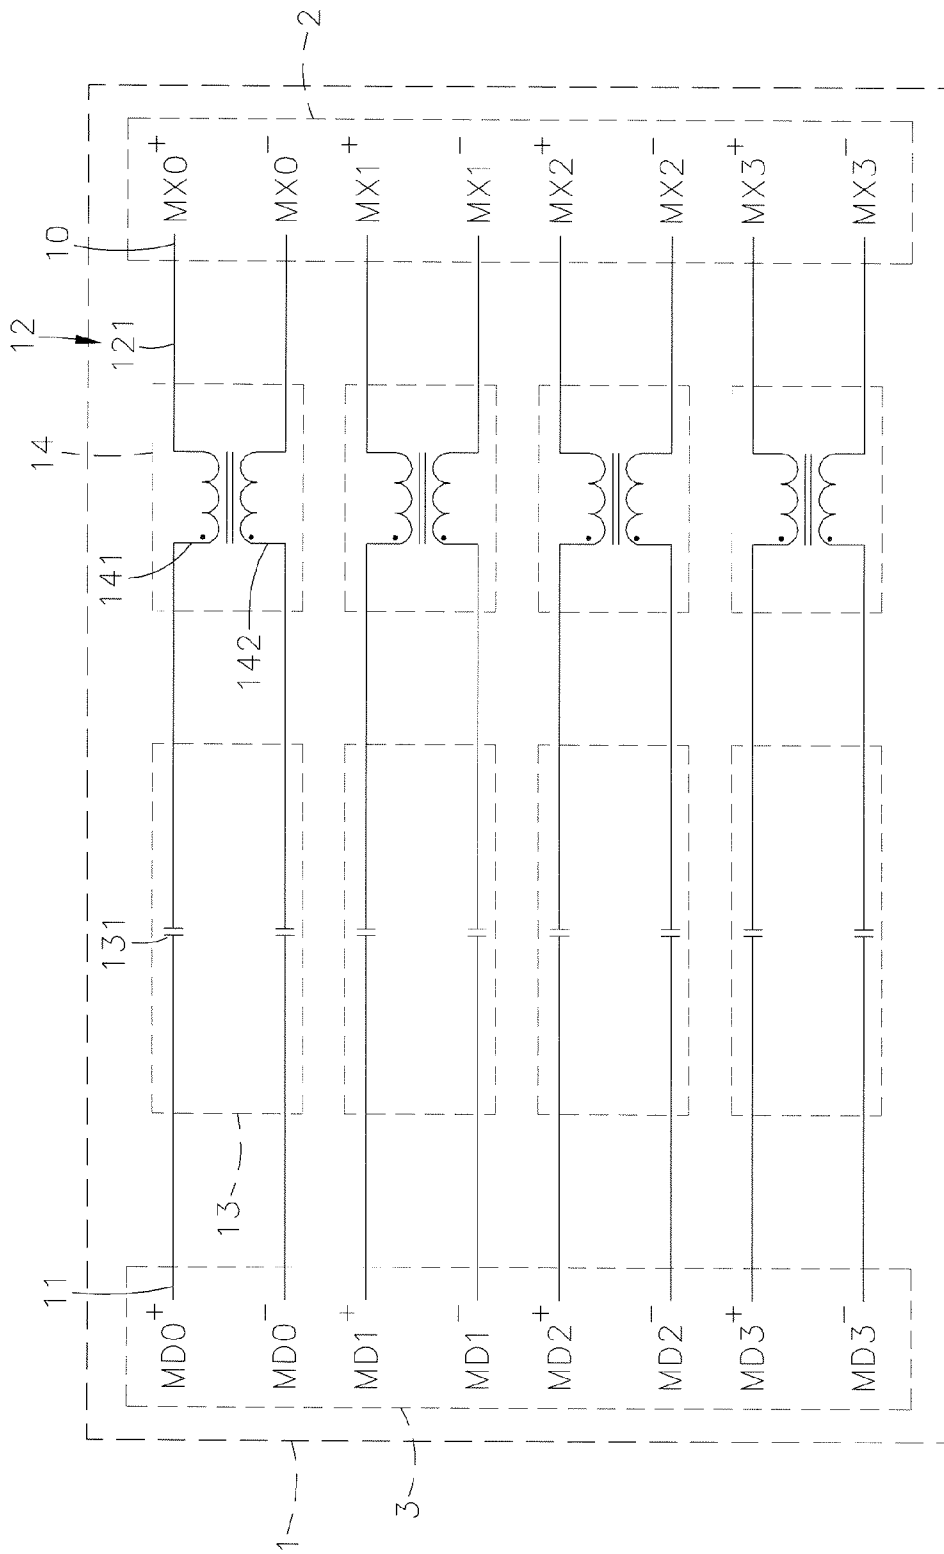 12
11 131 14 10
141 121
MD0+ MX0+
13 142
1 MD0- MX0- 2
MD1+ MX1+
3
MD1- MX1-
MD2+ MX2+
MD2- MX2-
MD3+ MX3+
MD3- MX3-